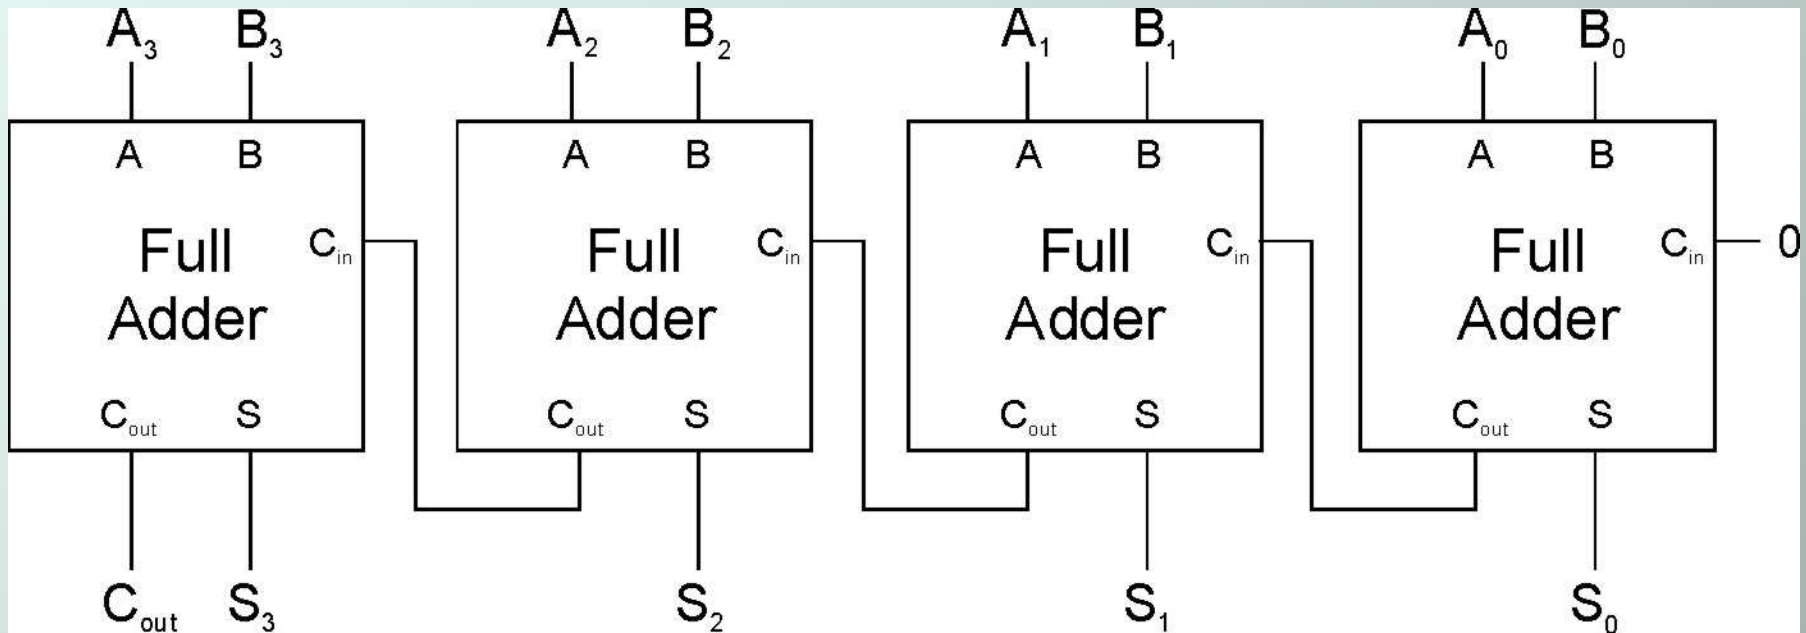 A3 B3 A2 B2 A1 B1 A0 B0
A B A B A B A B
Full Cin Full Cin Full Cin Full Cin 0
Adder Adder Adder Adder
Cout S Cout S Cout S Cout S
Cout S3 S2 S1 S0